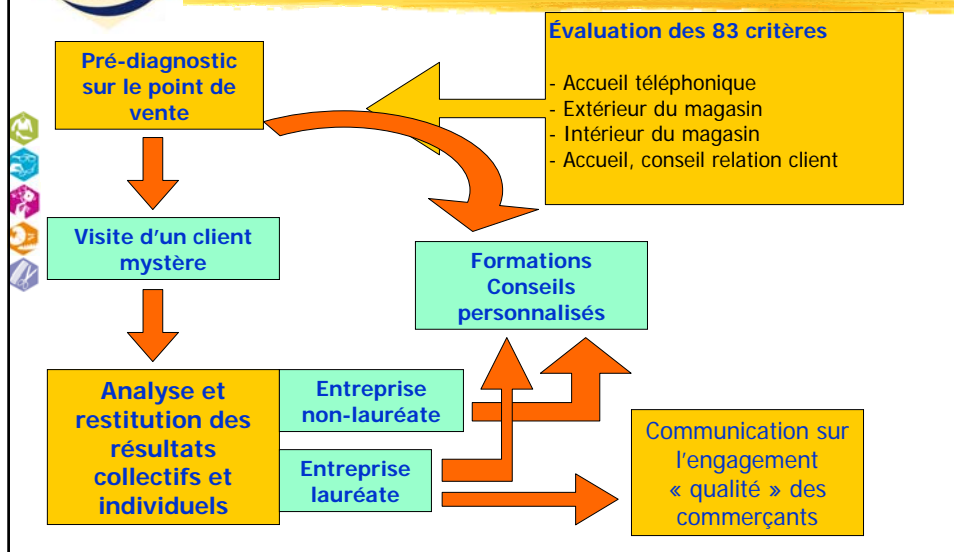 Pré-diagnostic
sur le point de
vente
Évaluation des 83 critères
- Accueil téléphonique
- Extérieur du magasin
- Intérieur du magasin
- Accueil, conseil relation client
Visite d'un client
mystère
Formations
Conseils
personnalisés
Analyse et
restitution des
résultats
collectifs et
individuels
Entreprise
non-lauréate
Entreprise
lauréate
Communication sur
l'engagement
« qualité » des
commerçants